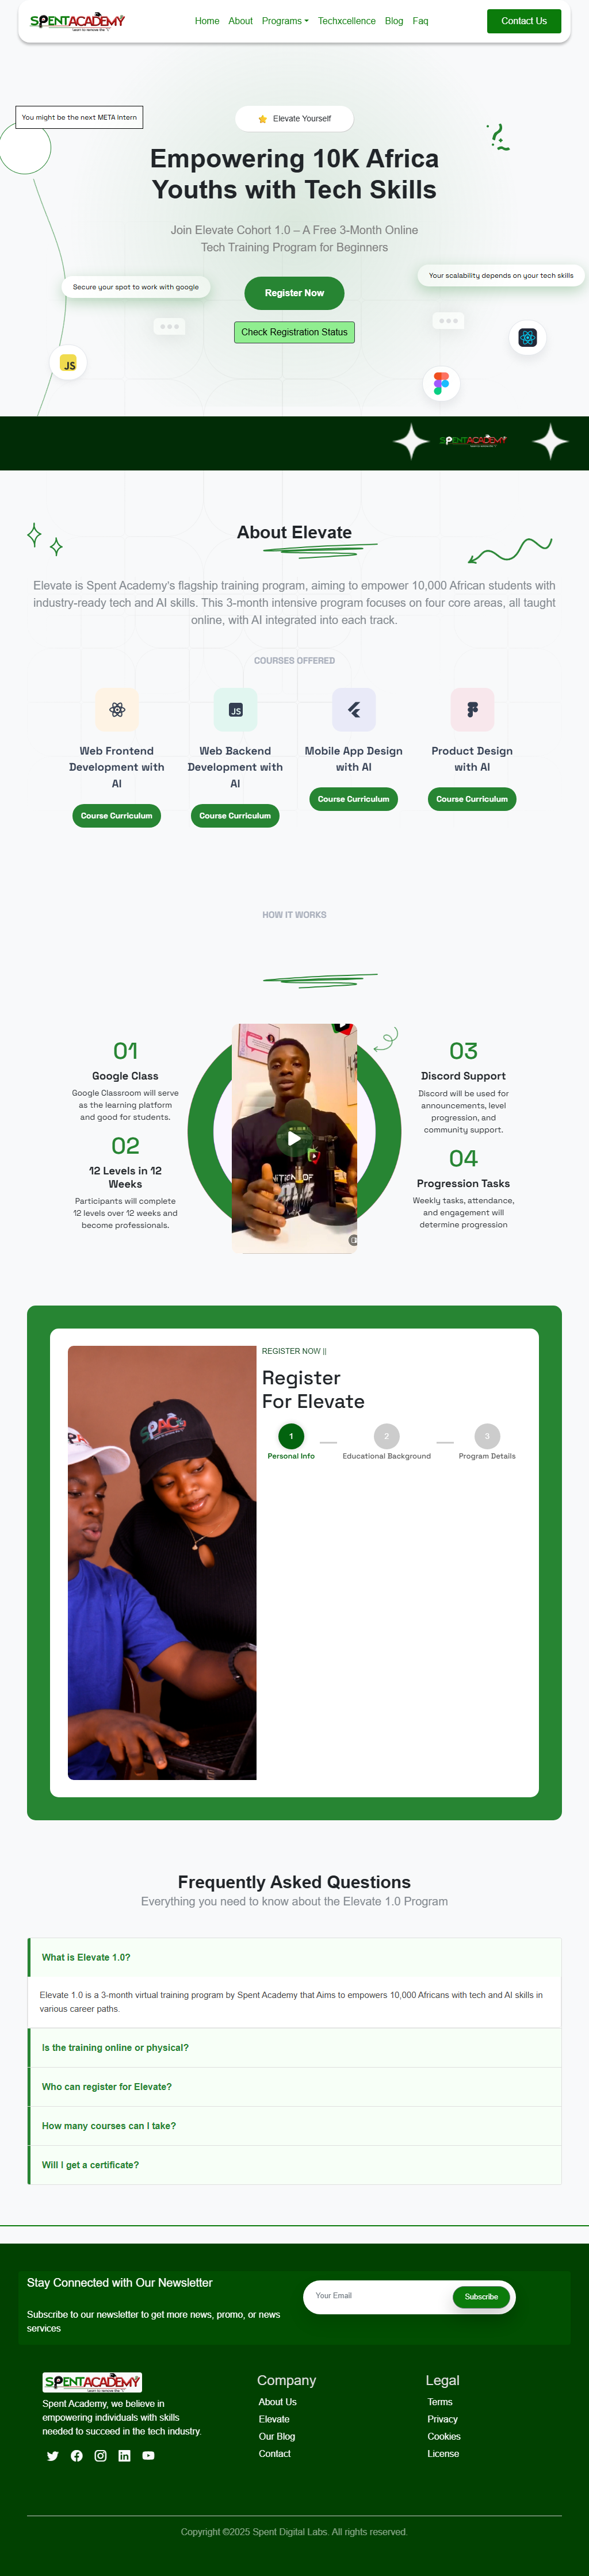 SPENTACADEMY
Learn to remove the 'L'
Home
About
Programs
Techxcellence
Blog
Faq
Contact Us
You might be the next META Intern
Elevate Yourself
Empowering 10K Africa
Youths with Tech Skills
Join Elevate Cohort 1.0 – A Free 3-Month Online
Tech Training Program for Beginners
Secure your spot to work with google
Your scalability depends on your tech skills
Register Now
Check Registration Status
JS
SPENTACADEMY
About Elevate
Elevate is Spent Academy's flagship training program, aiming to empower 10,000 African students with
industry-ready tech and AI skills. This 3-month intensive program focuses on four core areas, all taught
online, with AI integrated into each track.
COURSES OFFERED
JS
Web Frontend
Development with
AI
Course Curriculum
Web Backend
Development with
AI
Course Curriculum
Mobile App Design
with AI
Course Curriculum
Product Design
with AI
Course Curriculum
HOW IT WORKS
01
Google Class
Google Classroom will serve
as the learning platform
and good for students.
02
12 Levels in 12
Weeks
Participants will complete
12 levels over 12 weeks and
become professionals.
03
Discord Support
Discord will be used for
announcements, level
progression, and
community support.
04
Progression Tasks
Weekly tasks, attendance,
and engagement will
determine progression
REGISTER NOW ||
Register
For Elevate
1
Personal Info
2
Educational Background
3
Program Details
Frequently Asked Questions
Everything you need to know about the Elevate 1.0 Program
What is Elevate 1.0?
Elevate 1.0 is a 3-month virtual training program by Spent Academy that Aims to empowers 10,000 Africans with tech and AI skills in
various career paths.
Is the training online or physical?
Who can register for Elevate?
How many courses can I take?
Will I get a certificate?
Stay Connected with Our Newsletter
Subscribe to our newsletter to get more news, promo, or news
services
Your Email
Subscribe
SPENTACADEMY
Spent Academy, we believe in
empowering individuals with skills
needed to succeed in the tech industry.
Company
About Us
Elevate
Our Blog
Contact
Legal
Terms
Privacy
Cookies
License
Copyright ©2025 Spent Digital Labs. All rights reserved.